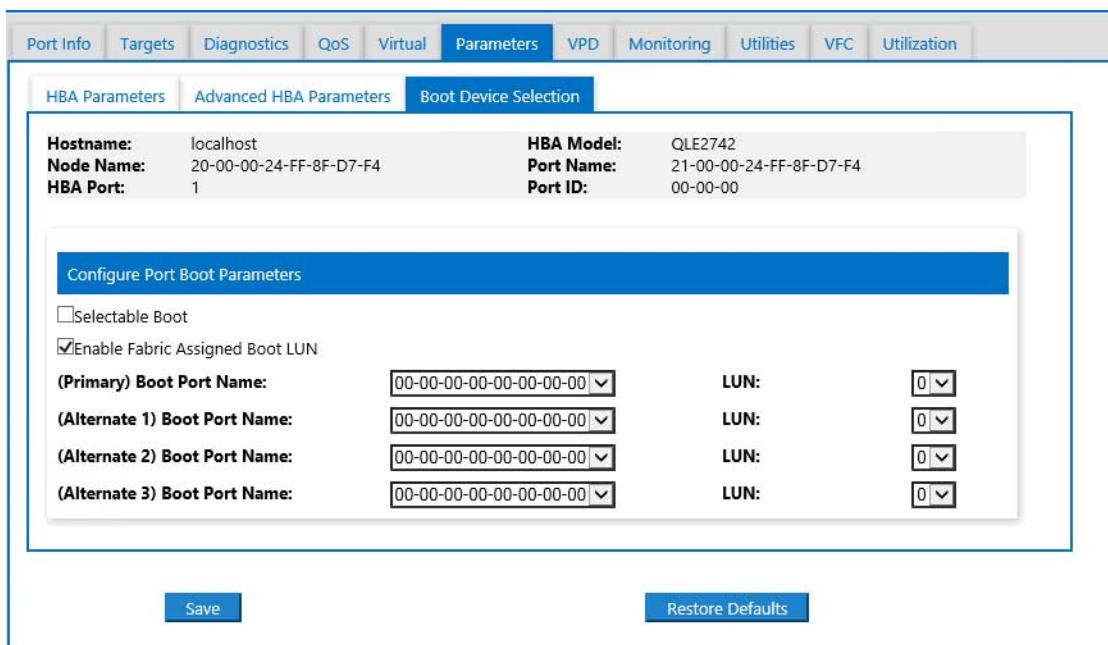 Port Info Targets Diagnostics QoS Virtual Parameters VPD Monitoring Utilities VFC Utilization
HBA Parameters Advanced HBA Parameters Boot Device Selection
Hostname: localhost HBA Model: QLE2742
Node Name: 20-00-00-24-FF-8F-D7-F4 Port Name: 21-00-00-24-FF-8F-D7-F4
HBA Port: 1 Port ID: 00-00-00
Configure Port Boot Parameters
Selectable Boot
Enable Fabric Assigned Boot LUN
(Primary) Boot Port Name: 00-00-00-00-00-00-00-00 LUN: 0
(Alternate 1) Boot Port Name: 00-00-00-00-00-00-00-00 LUN: 0
(Alternate 2) Boot Port Name: 00-00-00-00-00-00-00-00 LUN: 0
(Alternate 3) Boot Port Name: 00-00-00-00-00-00-00-00 LUN: 0
Save Restore Defaults